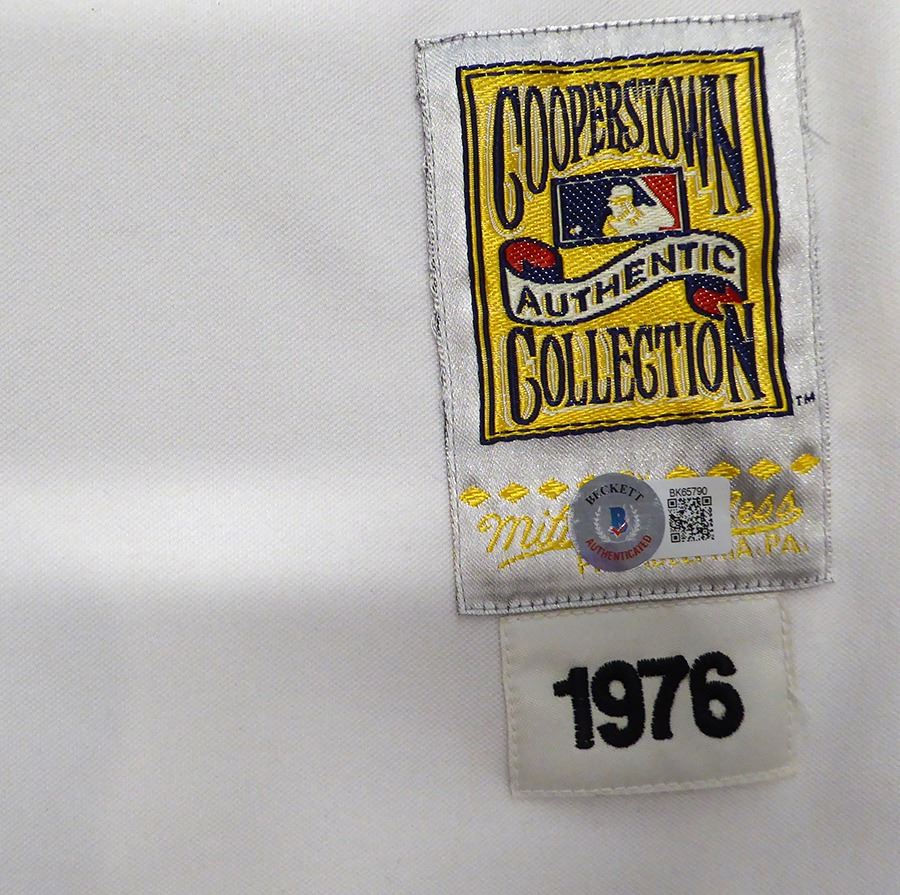 COOPERSTOWN
AUTHENTIC
COLLECTION
TM
BK65790
BECKETT
B
AUTHENTICATED
1976